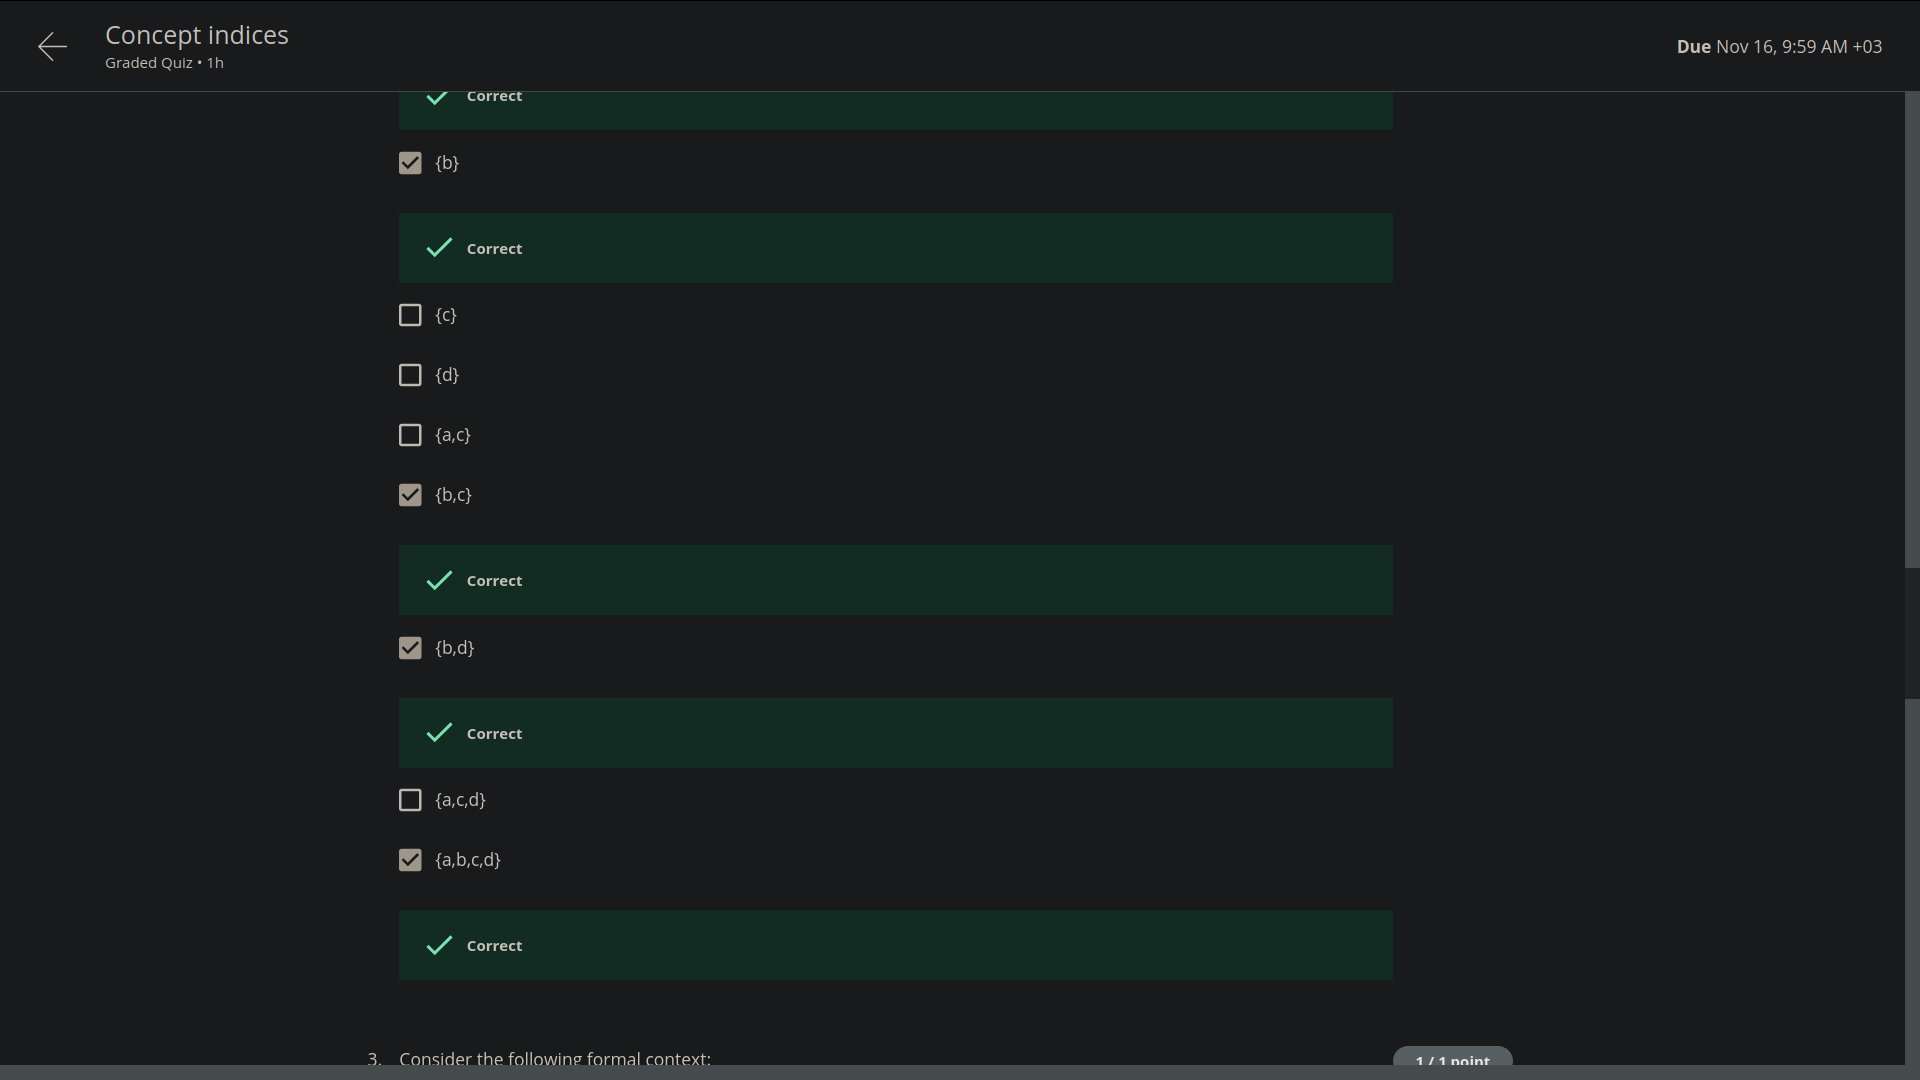 Concept indices
Graded Quiz • 1h
Due Nov 16, 9:59 AM +03
Correct
{b}
Correct
{c}
{d}
{a,c}
{b,c}
Correct
{b,d}
Correct
{a,c,d}
{a,b,c,d}
Correct
3. Consider the following formal context:
1 / 1 point